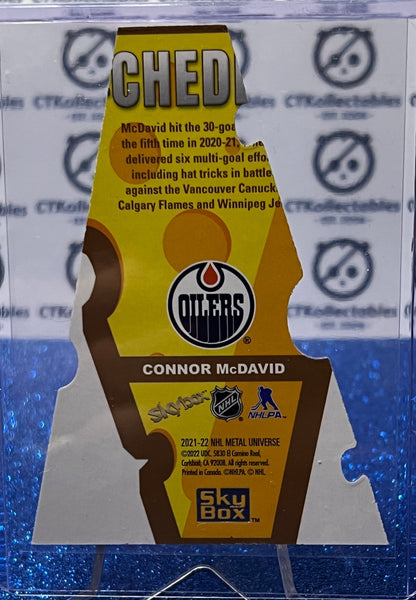 CHED
McDavid hit the 30-goa
the fifth time in 2020-21,
delivered six multi-goal effo
including hat tricks in battle
against the Vancouver Canuck
Calgary Flames and Winnipeg Je
OILERS
®
CONNOR McDAVID
Skybox
NHL
NHLPA
2021-22 NHL METAL UNIVERSE
©2022 UDC, 5830 El Camino Real,
Carlsbad, CA 92008. All rights reserved.
Printed in Canada. ©NHLPA. © NHL.
SkyBox™
CTKollectables
CTKollectables
CTKollectables